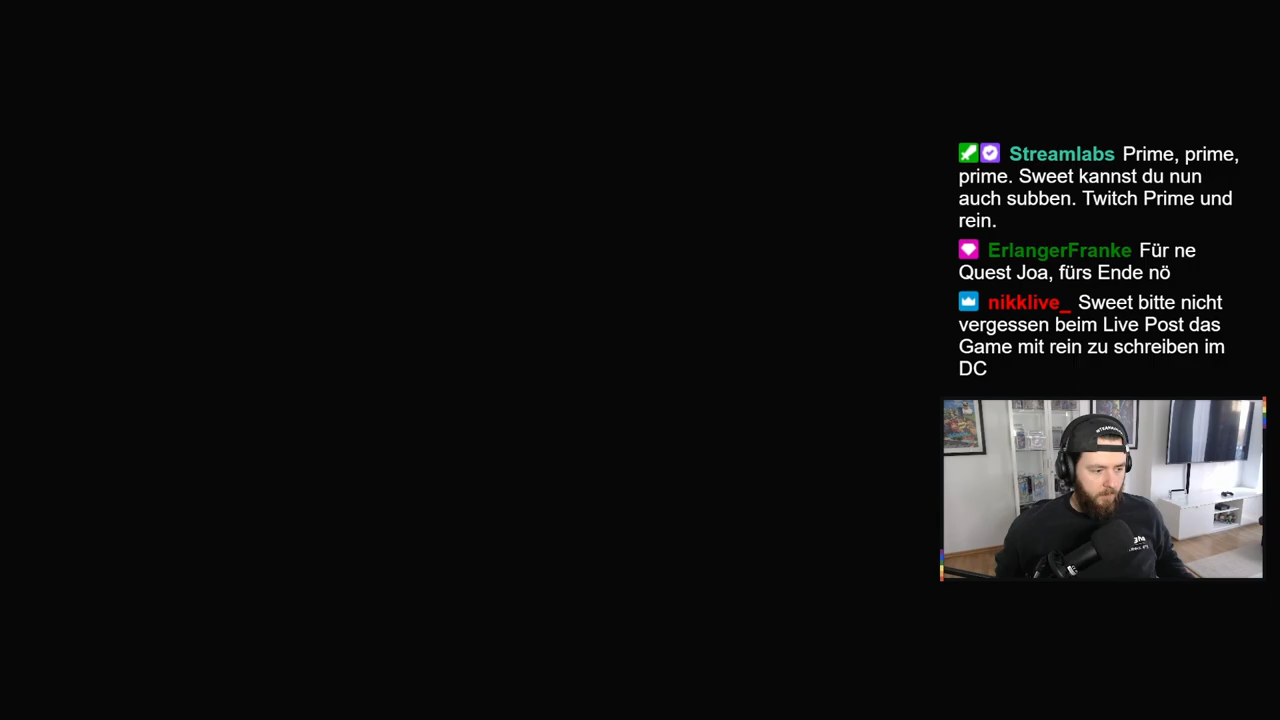 Streamlabs Prime, prime,
prime. Sweet kannst du nun
auch subben. Twitch Prime und
rein.
ErlangerFranke Für ne
Quest Joa, fürs Ende nö
nikklive_ Sweet bitte nicht
vergessen beim Live Post das
Game mit rein zu schreiben im
DC